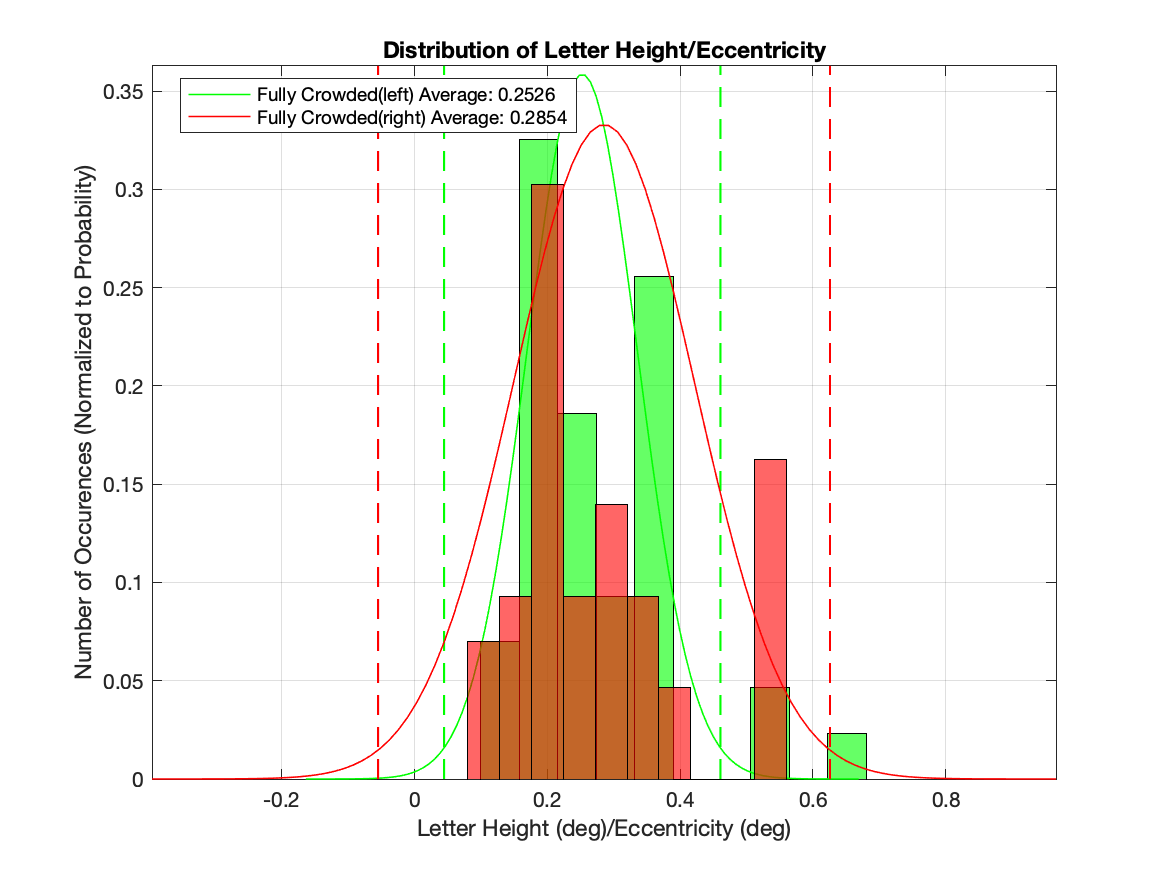 Distribution of Letter Height/Eccentricity
Fully Crowded(left) Average: 0.2526
Fully Crowded(right) Average: 0.2854
0.35
0.3
0.25
0.2
0.15
0.1
0.05
0
Number of Occurences (Normalized to Probability)
-0.2
0
0.2
0.4
0.6
0.8
Letter Height (deg)/Eccentricity (deg)